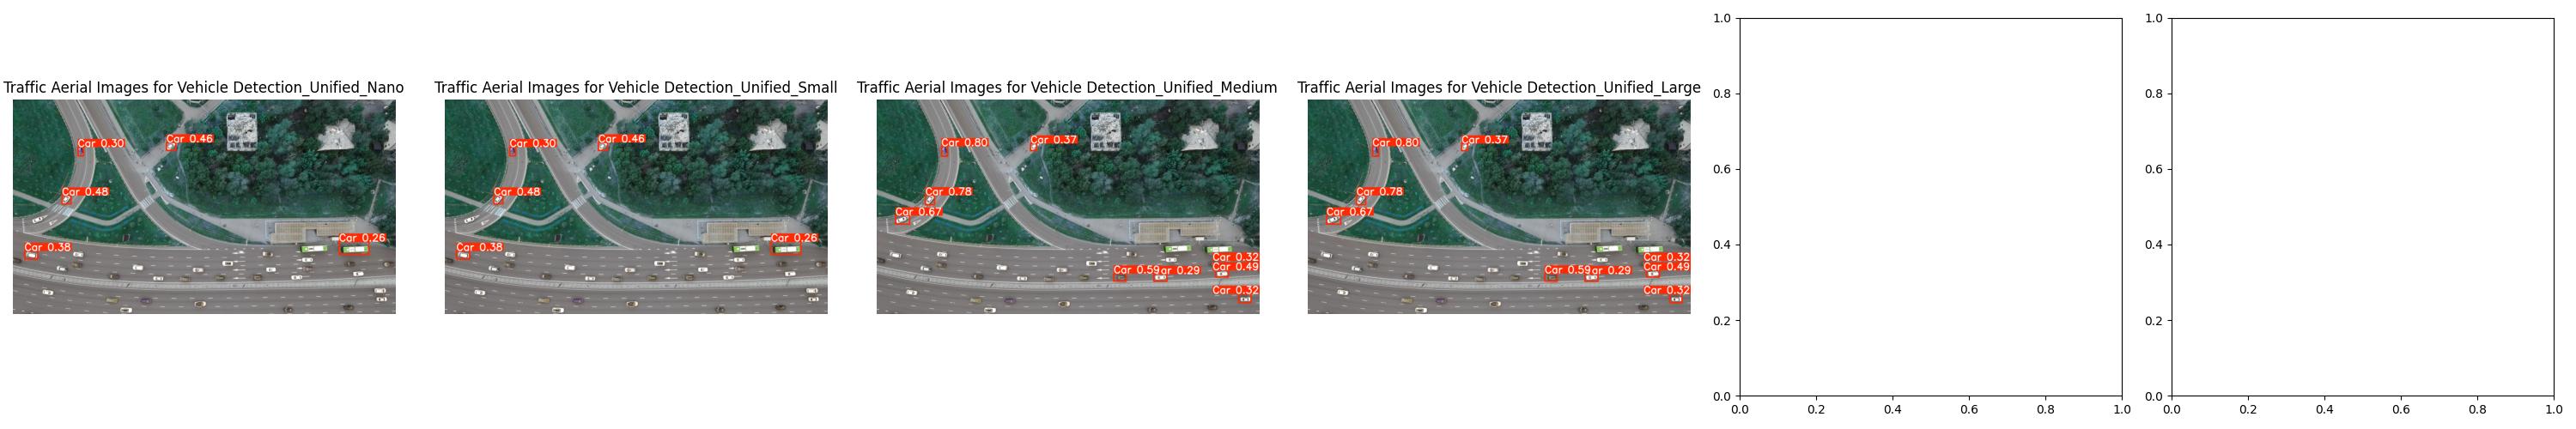 Traffic Aerial Images for Vehicle Detection_Unified_Nano
Car 0.30
Car 0.46
Car 0.48
Car 0.38
Car 0.26
Traffic Aerial Images for Vehicle Detection_Unified_Small
Car 0.30
Car 0.46
Car 0.48
Car 0.38
Car 0.26
Traffic Aerial Images for Vehicle Detection_Unified_Medium
Car 0.80
Car 0.37
Car 0.78
Car 0.67
Car 0.32
Car 0.49
Car 0.59
ar 0.29
Car 0.32
Traffic Aerial Images for Vehicle Detection_Unified_Large
Car 0.80
Car 0.37
Car 0.78
Car 0.67
Car 0.32
Car 0.49
Car 0.59
ar 0.29
Car 0.32
1.0
0.8
0.6
0.4
0.2
0.0
0.0 0.2 0.4 0.6 0.8 1.0
1.0
0.8
0.6
0.4
0.2
0.0
0.0 0.2 0.4 0.6 0.8 1.0